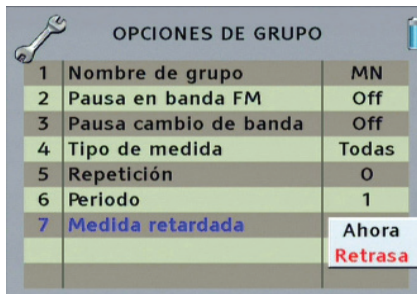 OPCIONES DE GRUPO
1 Nombre de grupo MN
2 Pausa en banda FM Off
3 Pausa cambio de banda Off
4 Tipo de medida Todas
5 Repetición 0
6 Periodo 1
7 Medida retardada Ahora
Retrasa